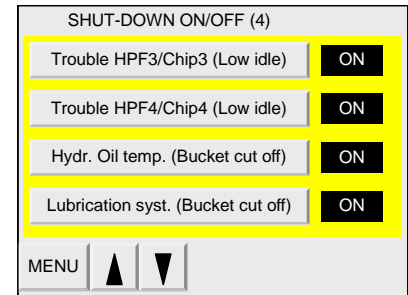 SHUT-DOWN ON/OFF (4)
Trouble HPF3/Chip3 (Low idle) ON
Trouble HPF4/Chip4 (Low idle) ON
Hydr. Oil temp. (Bucket cut off) ON
Lubrication syst. (Bucket cut off) ON
MENU